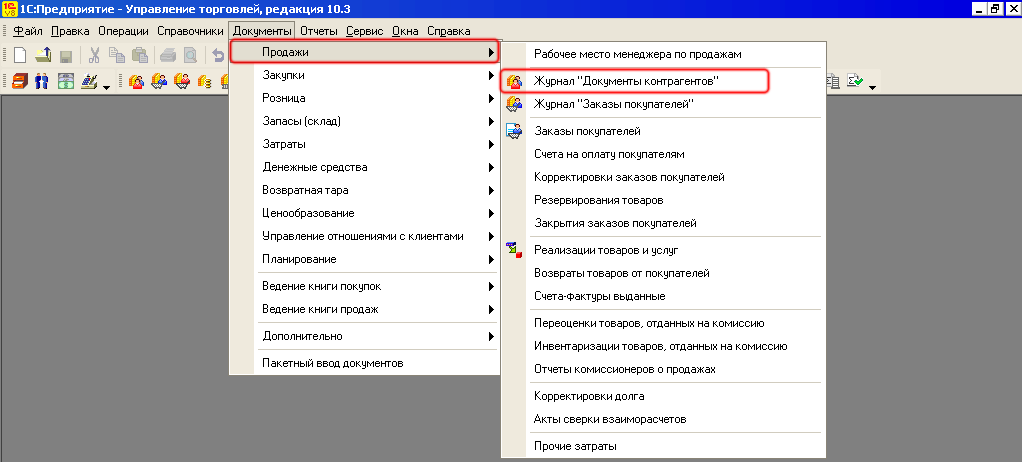 1С:Предприятие - Управление торговлей, редакция 10.3
Файл Правка Операции Справочники Документы Отчеты Сервис Окна Справка
Продажи
Закупки
Розница
Запасы (склад)
Затраты
Денежные средства
Возвратная тара
Ценообразование
Управление отношениями с клиентами
Планирование
Ведение книги покупок
Ведение книги продаж
Дополнительно
Пакетный ввод документов
Рабочее место менеджера по продажам
Журнал "Документы контрагентов"
Журнал "Заказы покупателей"
Заказы покупателей
Счета на оплату покупателям
Корректировки заказов покупателей
Резервирования товаров
Закрытия заказов покупателей
Реализации товаров и услуг
Возвраты товаров от покупателей
Счета-фактуры выданные
Переоценки товаров, отданных на комиссию
Инвентаризации товаров, отданных на комиссию
Отчеты комиссионеров о продажах
Корректировки долга
Акты сверки взаиморасчетов
Прочие затраты